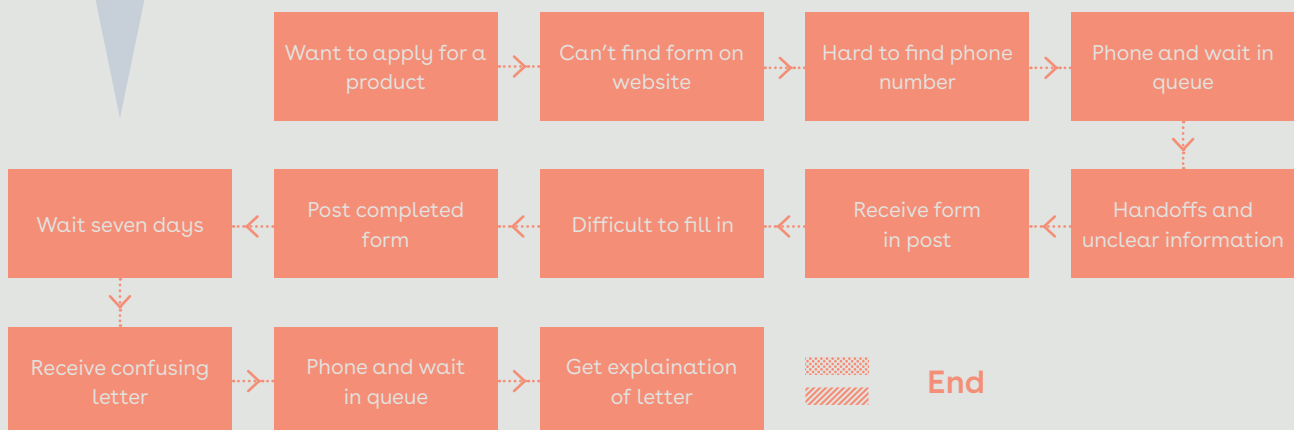 Want to apply for a
product
Can't find form on
website
Hard to find phone
number
Phone and wait in
queue
Handoffs and
unclear information
Receive form
in post
Difficult to fill in
Post completed
form
Wait seven days
Receive confusing
letter
Phone and wait
in queue
Get explaination
of letter
End